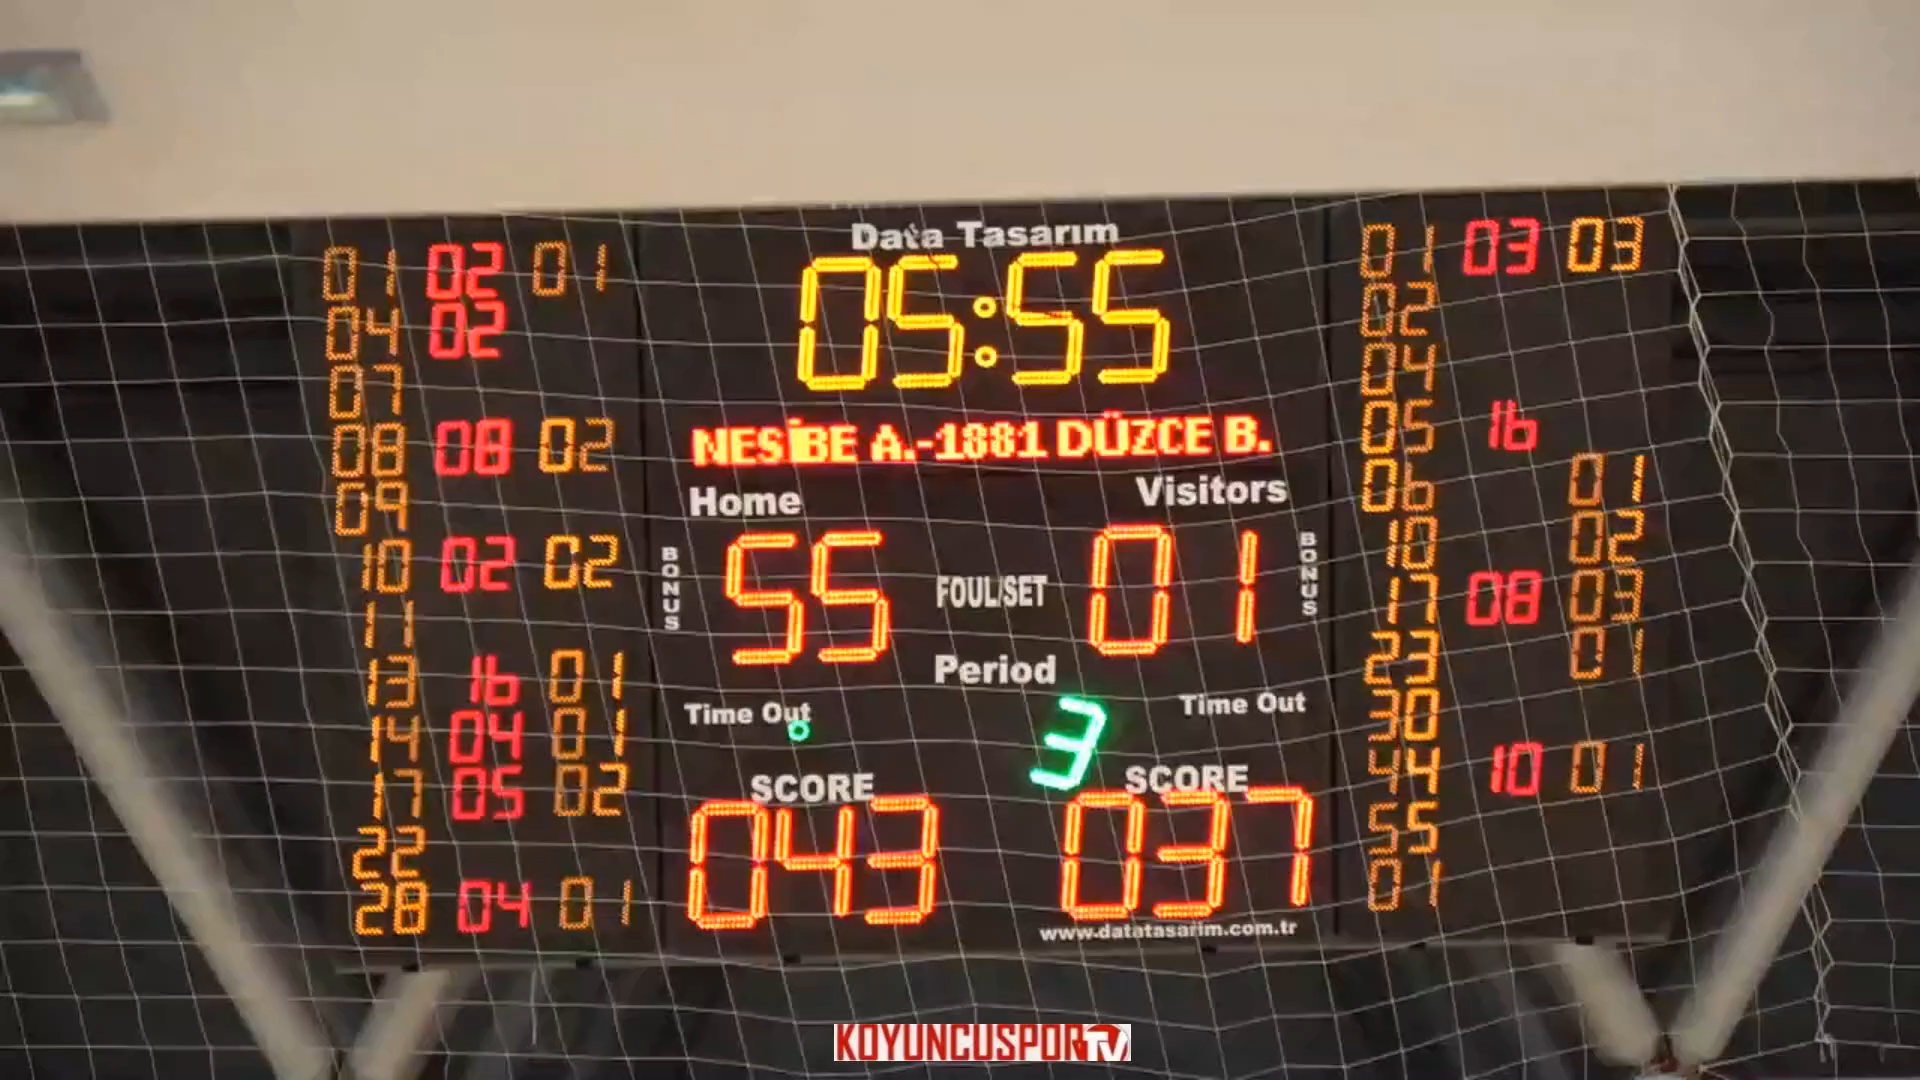 Data Tasarım
05:55
NESİBE A.-1881 DÜZCE B.
Home
Visitors
BONUS
55
FOUL/SET
01
BONUS
Period
3
Time Out
Time Out
SCORE
SCORE
043
037
www.datatasarim.com.tr
01 02 01
04 02
07
08 08 02
09
10 02 02
11
13 16 01
14 04 01
17 05 02
22
28 04 01
01 03 03
02
04
05 16
06 01
10 02
17 08 03
23 01
30
44 10 01
55
01
KOYUNCUSPORTV